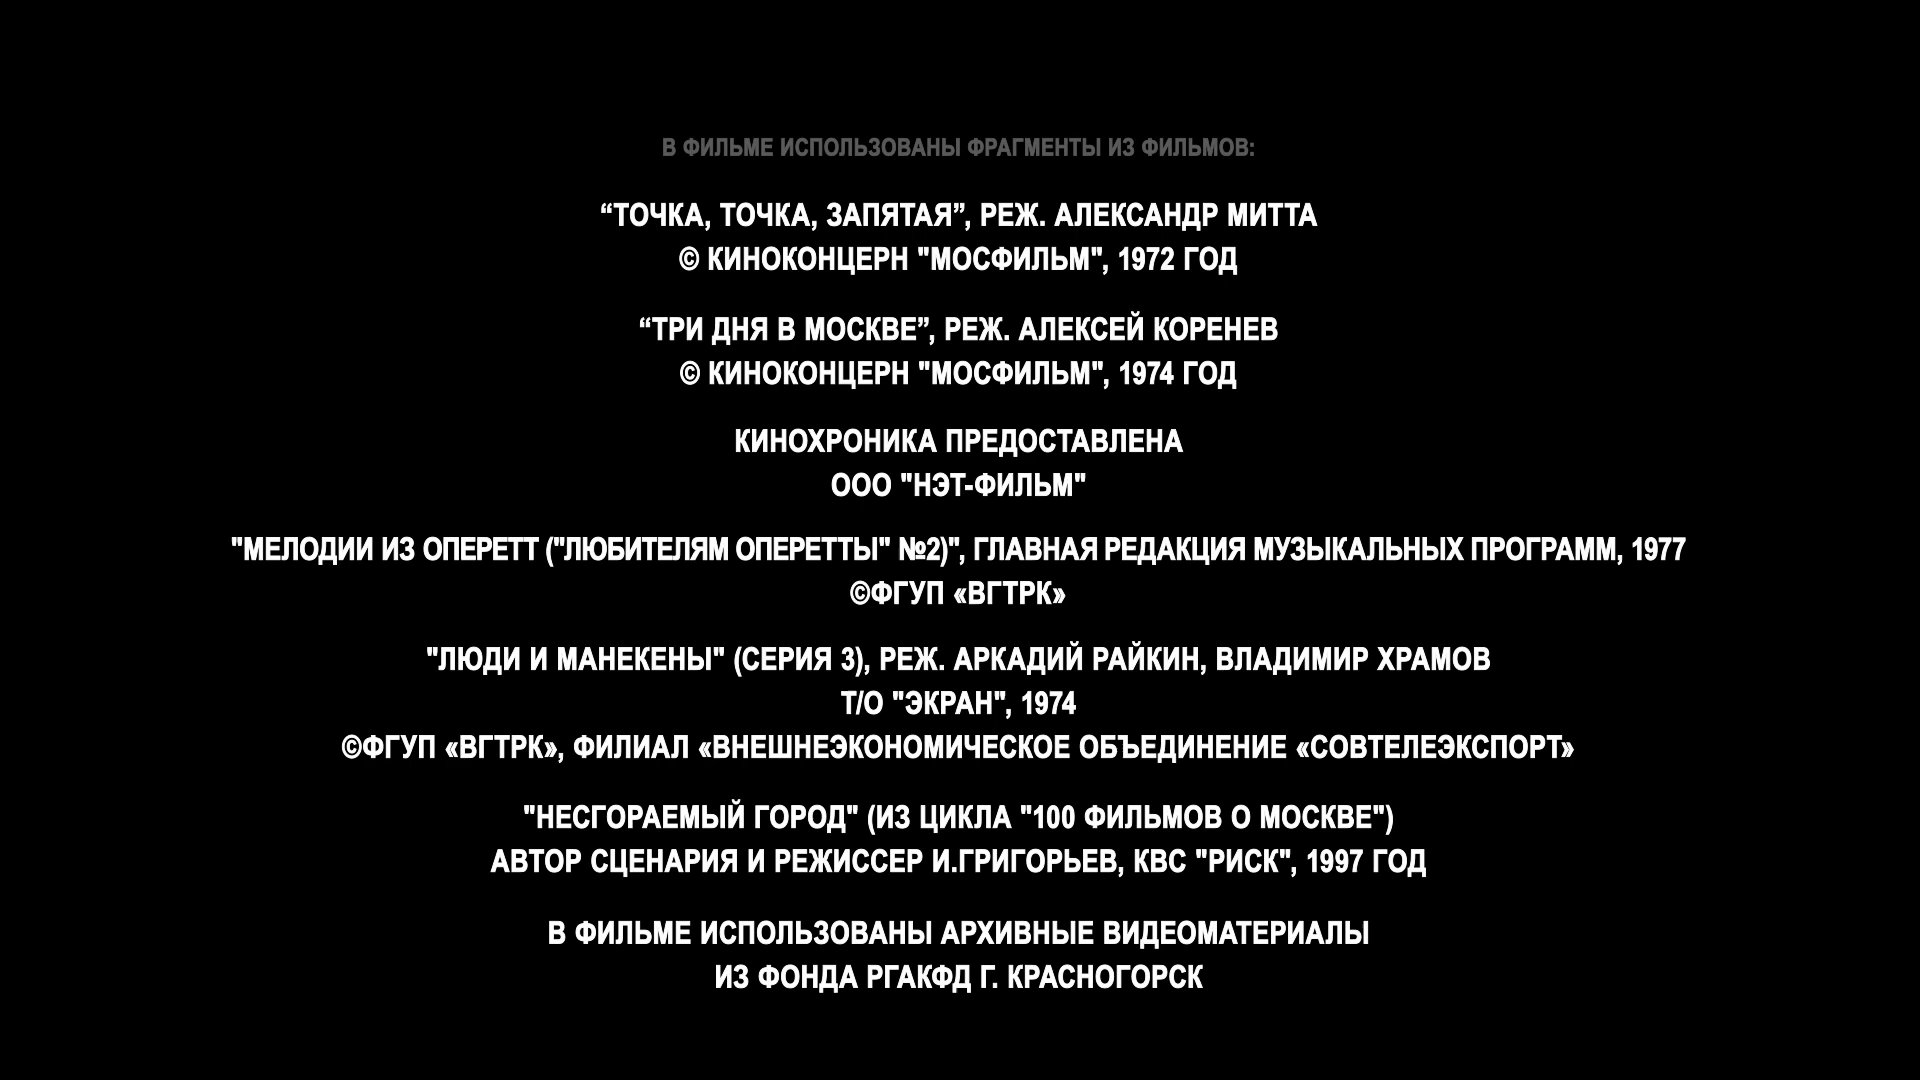 В ФИЛЬМЕ ИСПОЛЬЗОВАНЫ ФРАГМЕНТЫ ИЗ ФИЛЬМОВ:
“ТОЧКА, ТОЧКА, ЗАПЯТАЯ”, РЕЖ. АЛЕКСАНДР МИТТА
© КИНОКОНЦЕРН "МОСФИЛЬМ", 1972 ГОД
“ТРИ ДНЯ В МОСКВЕ”, РЕЖ. АЛЕКСЕЙ КОРЕНЕВ
© КИНОКОНЦЕРН "МОСФИЛЬМ", 1974 ГОД
КИНОХРОНИКА ПРЕДОСТАВЛЕНА
ООО "НЭТ-ФИЛЬМ"
"МЕЛОДИИ ИЗ ОПЕРЕТТ ("ЛЮБИТЕЛЯМ ОПЕРЕТТЫ" №2)", ГЛАВНАЯ РЕДАКЦИЯ МУЗЫКАЛЬНЫХ ПРОГРАММ, 1977
©ФГУП «ВГТРК»
"ЛЮДИ И МАНЕКЕНЫ" (СЕРИЯ 3), РЕЖ. АРКАДИЙ РАЙКИН, ВЛАДИМИР ХРАМОВ
Т/О "ЭКРАН", 1974
©ФГУП «ВГТРК», ФИЛИАЛ «ВНЕШНЕЭКОНОМИЧЕСКОЕ ОБЪЕДИНЕНИЕ «СОВТЕЛЕЭКСПОРТ»
"НЕСГОРАЕМЫЙ ГОРОД" (ИЗ ЦИКЛА "100 ФИЛЬМОВ О МОСКВЕ")
АВТОР СЦЕНАРИЯ И РЕЖИССЕР И.ГРИГОРЬЕВ, КВС "РИСК", 1997 ГОД
В ФИЛЬМЕ ИСПОЛЬЗОВАНЫ АРХИВНЫЕ ВИДЕОМАТЕРИАЛЫ
ИЗ ФОНДА РГАКФД Г. КРАСНОГОРСК